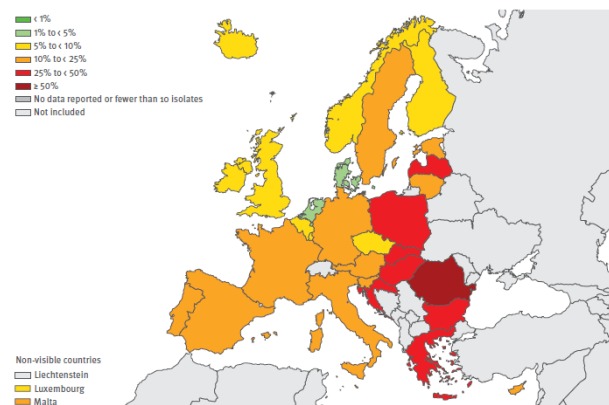 < 1%
1% to < 5%
5% to < 10%
10% to < 25%
25% to < 50%
≥ 50%
No data reported or fewer than 10 isolates
Not included
Non-visible countries
Liechtenstein
Luxembourg
Malta